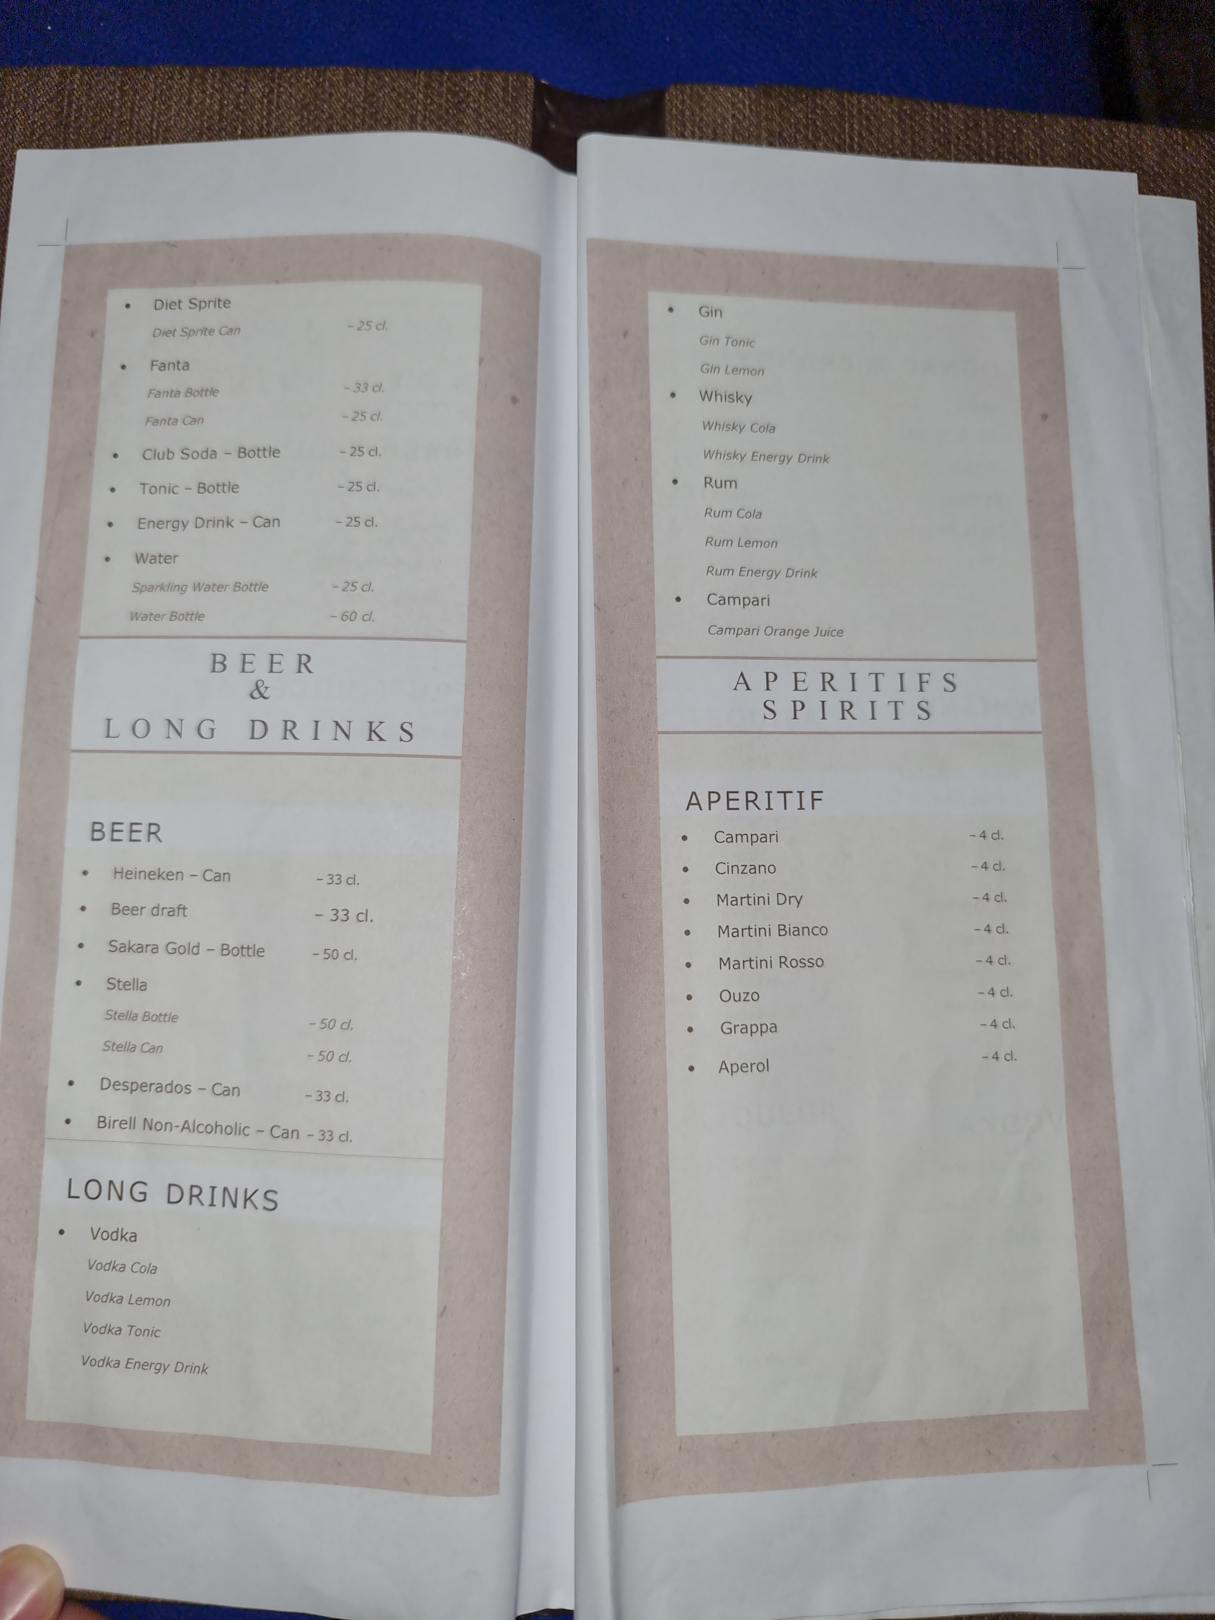 • Diet Sprite
Diet Sprite Can – 25 cl.
• Fanta
Fanta Bottle – 33 cl.
Fanta Can – 25 cl.
• Club Soda – Bottle – 25 cl.
• Tonic – Bottle – 25 cl.
• Energy Drink – Can – 25 cl.
• Water
Sparkling Water Bottle – 25 cl.
Water Bottle – 60 cl.
BEER
&
LONG DRINKS
BEER
• Heineken – Can – 33 cl.
• Beer draft – 33 cl.
• Sakara Gold – Bottle – 50 cl.
• Stella
Stella Bottle – 50 cl.
Stella Can – 50 cl.
• Desperados – Can – 33 cl.
• Birell Non-Alcoholic – Can – 33 cl.
LONG DRINKS
• Vodka
Vodka Cola
Vodka Lemon
Vodka Tonic
Vodka Energy Drink
• Gin
Gin Tonic
Gin Lemon
• Whisky
Whisky Cola
Whisky Energy Drink
• Rum
Rum Cola
Rum Lemon
Rum Energy Drink
• Campari
Campari Orange Juice
APERITIFS
SPIRITS
APERITIF
• Campari – 4 cl.
• Cinzano – 4 cl.
• Martini Dry – 4 cl.
• Martini Bianco – 4 cl.
• Martini Rosso – 4 cl.
• Ouzo – 4 cl.
• Grappa – 4 cl.
• Aperol – 4 cl.